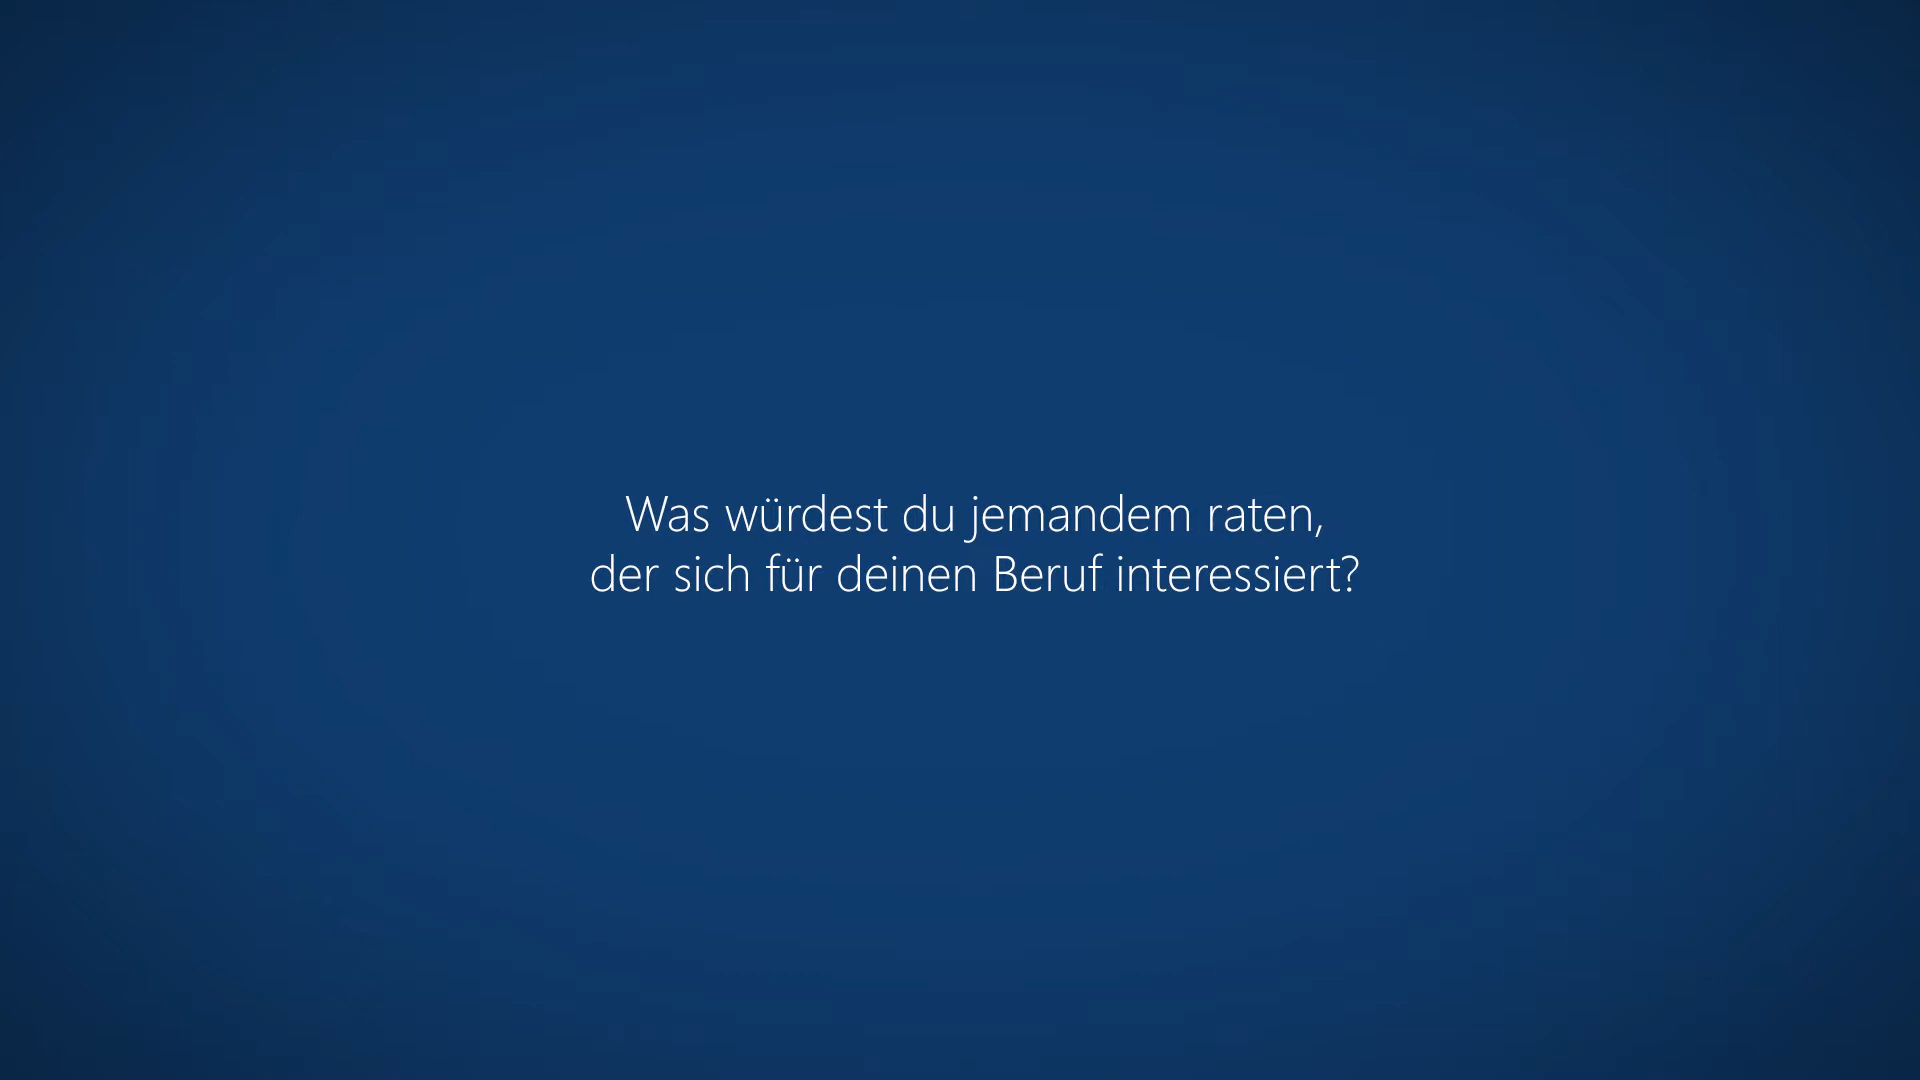 Was würdest du jemandem raten,
der sich für deinen Beruf interessiert?